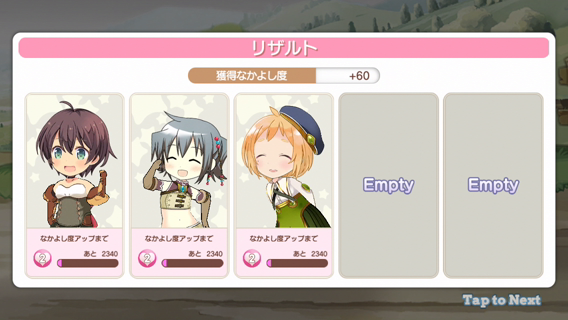 リザルト
獲得なかよし度 +60
なかよし度アップまで
2 あと 2340
なかよし度アップまで
2 あと 2340
なかよし度アップまで
2 あと 2340
Empty
Empty
Tap to Next